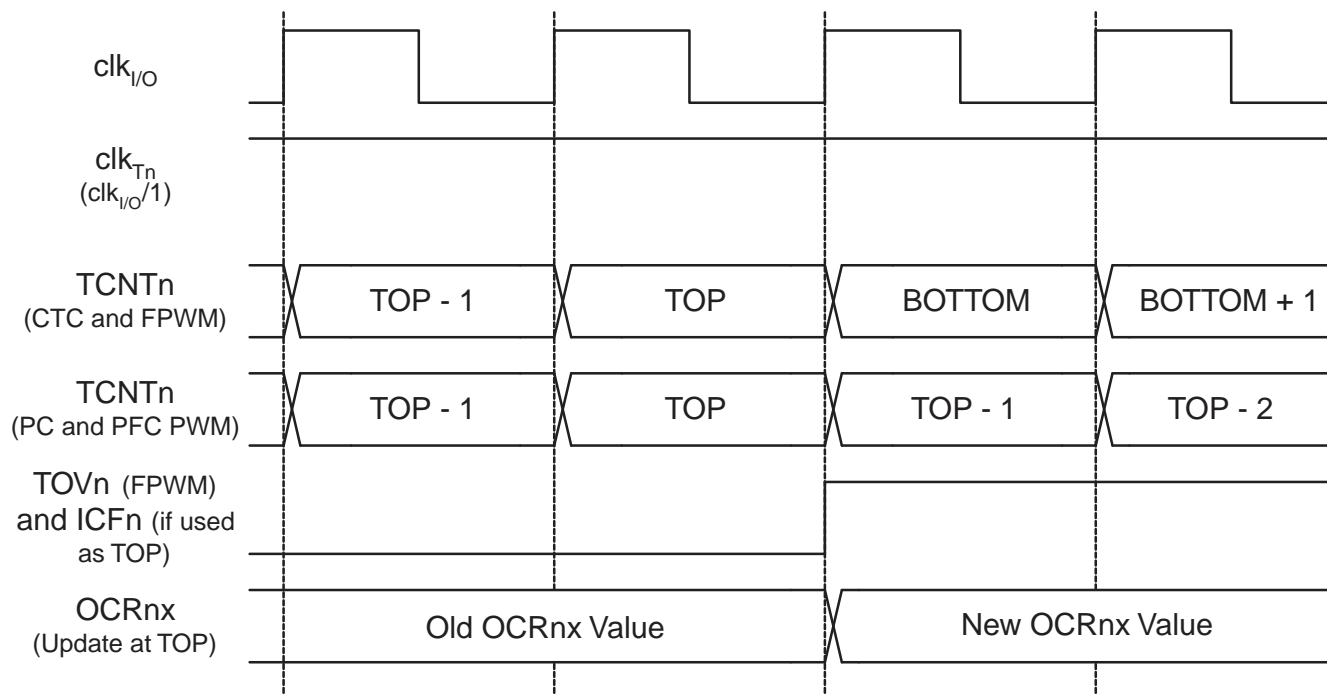 clkI/O
clkTn
(clkI/O/1)
TCNTn
(CTC and FPWM)
TOP - 1
TOP
BOTTOM
BOTTOM + 1
TCNTn
(PC and PFC PWM)
TOP - 1
TOP
TOP - 1
TOP - 2
TOVn (FPWM)
and ICFn (if used
as TOP)
OCRnx
(Update at TOP)
Old OCRnx Value
New OCRnx Value